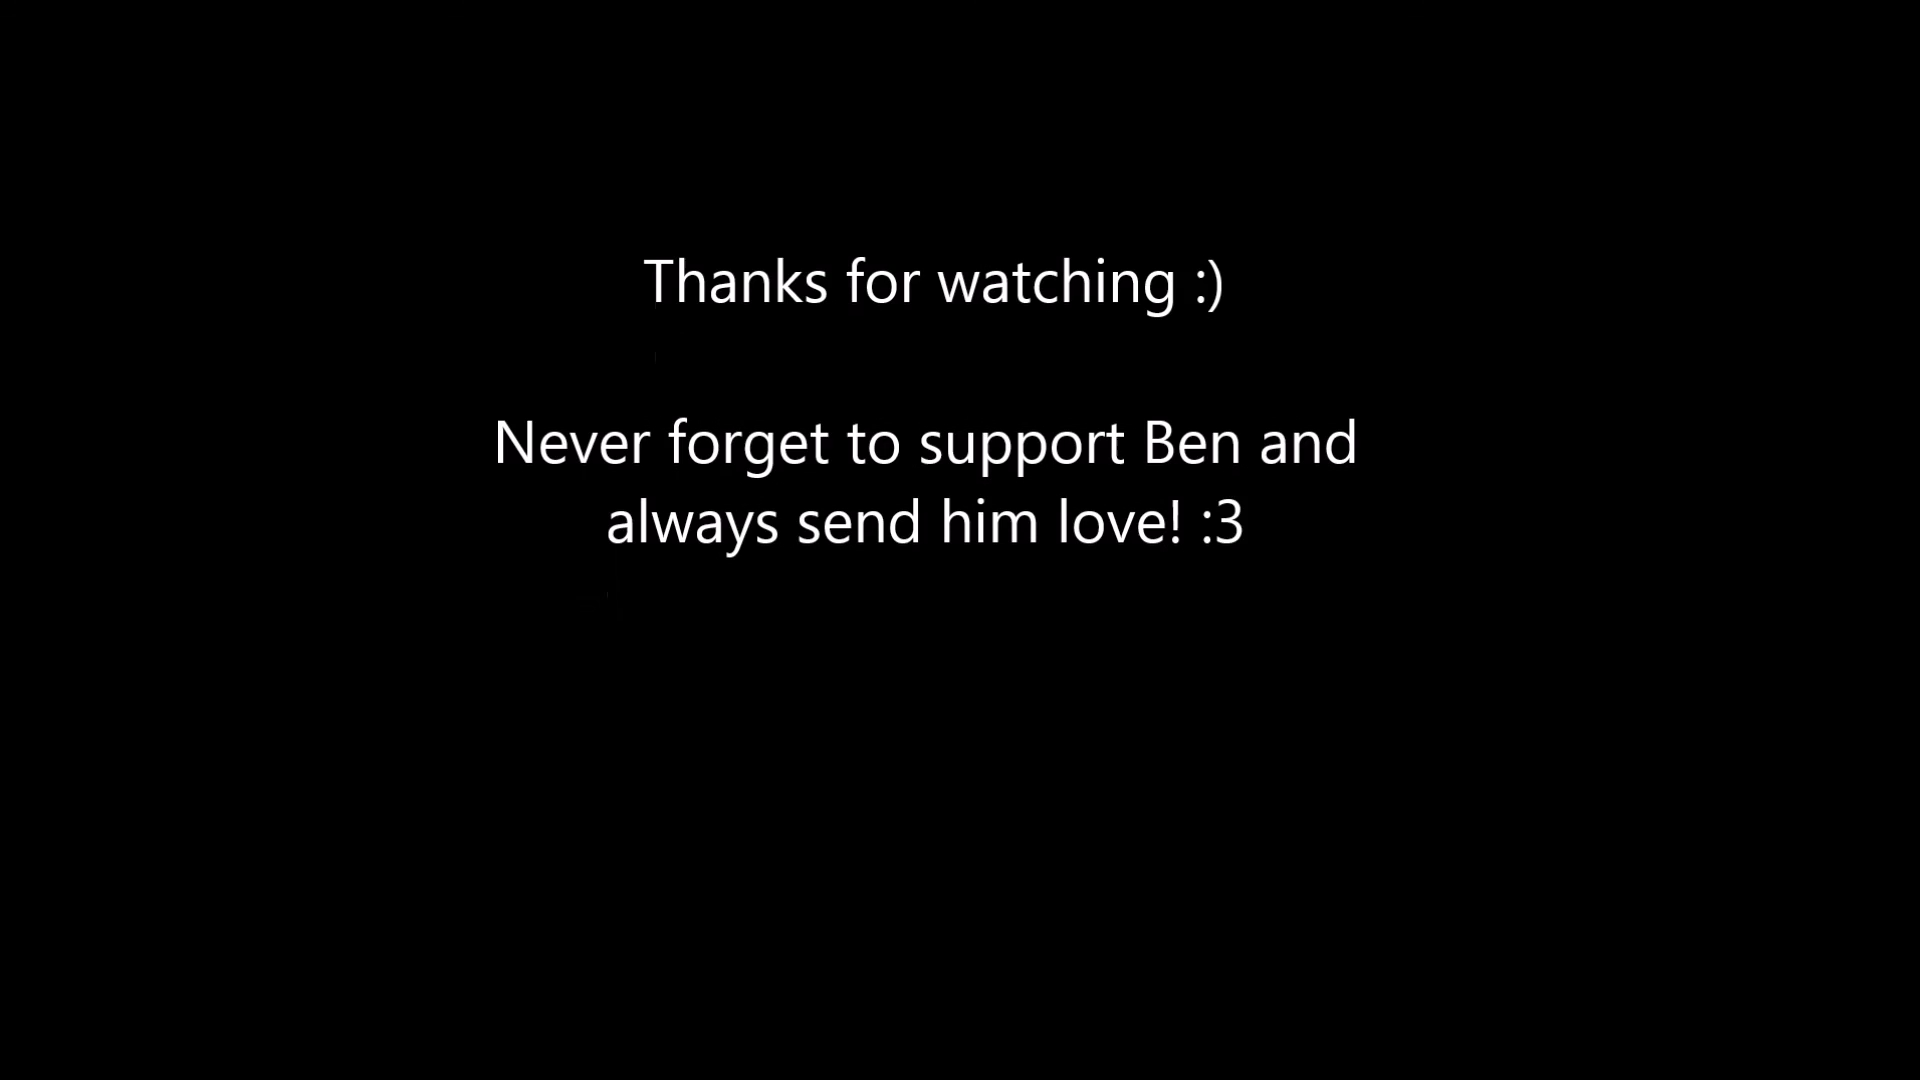 Thanks for watching :)
Never forget to support Ben and
always send him love! :3